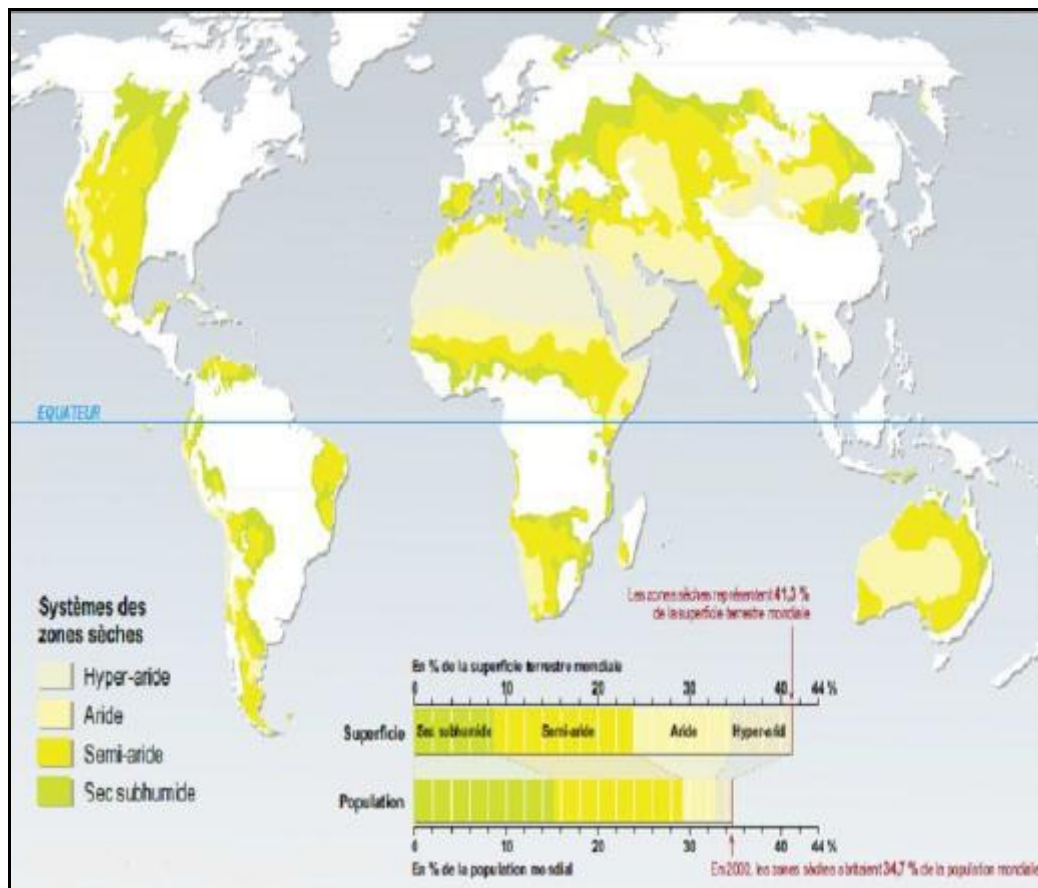 EQUATEUR
Systèmes des
zones sèches
Hyper-aride
Aride
Semi-aride
Sec subhumide
Les zones sèches représentent 41,3 %
de la superficie terrestre mondiale
En % de la superficie terrestre mondiale
0 10 20 30 40 44 %
Superficie
Sec subhumide Semi-aride Aride Hyper-arid
Population
0 10 20 30 40 44 %
En % de la population mondial
En 2000, les zones sèches abritaient 34,7 % de la population mondiale